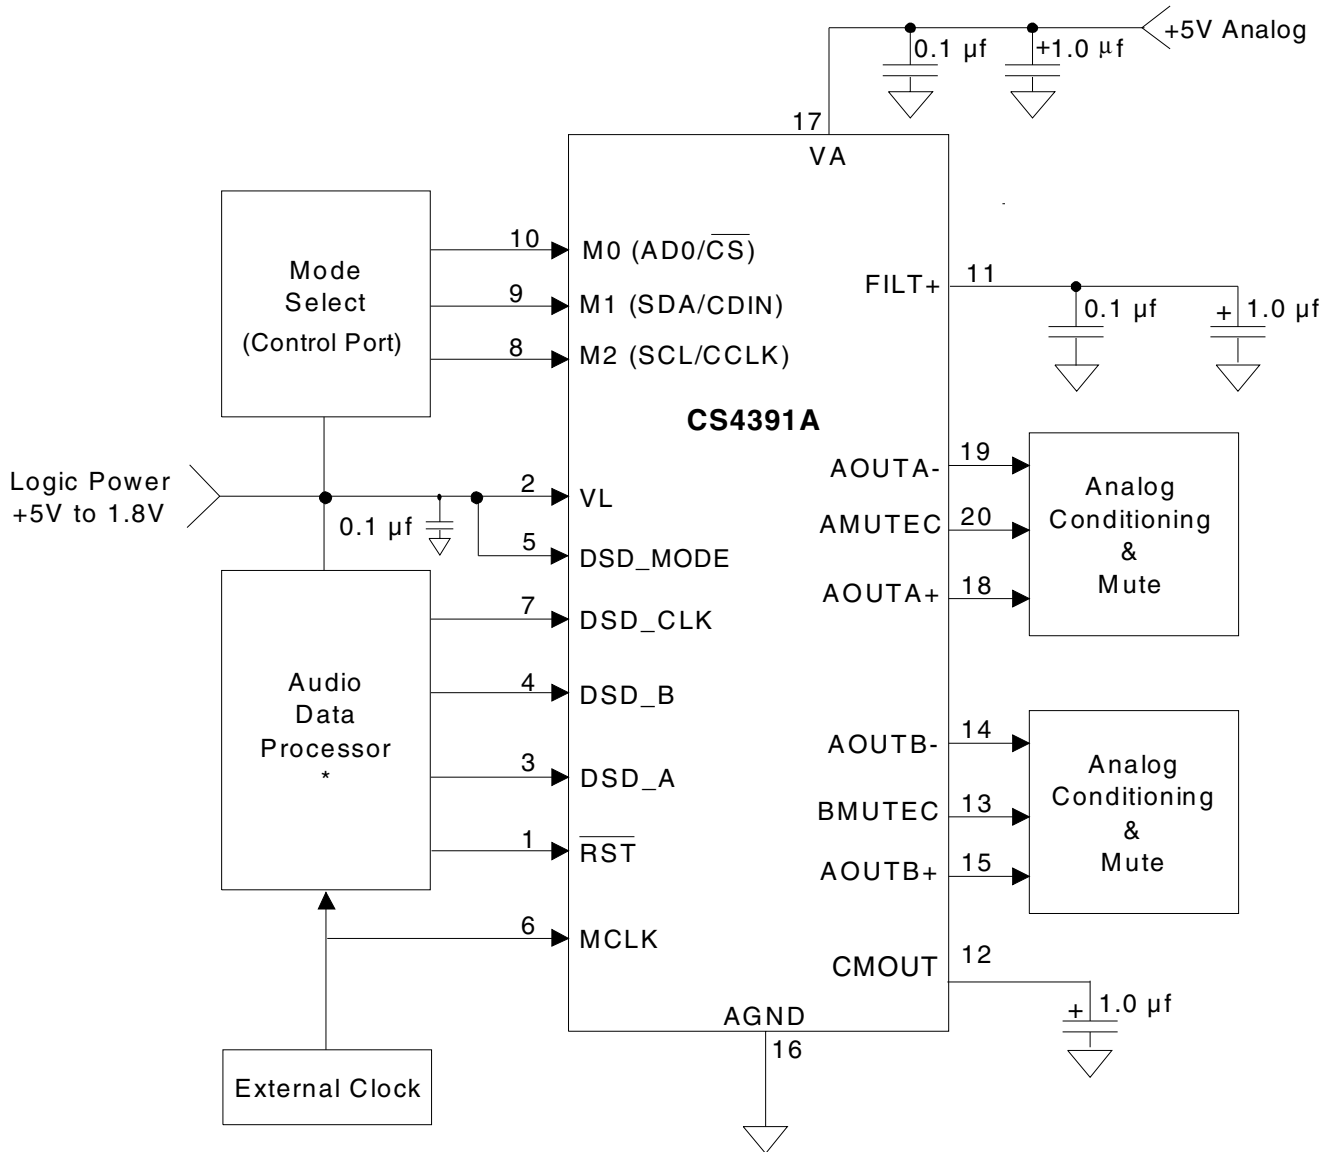 +5V Analog
0.1 µf
+1.0 µf
17
VA
Mode
Select
(Control Port)
10
M0 (AD0/CS)
9
M1 (SDA/CDIN)
8
M2 (SCL/CCLK)
FILT+
11
0.1 µf
+ 1.0 µf
CS4391A
Logic Power
+5V to 1.8V
0.1 µf
2
VL
5
DSD_MODE
7
DSD_CLK
4
DSD_B
3
DSD_A
1
RST
6
MCLK
Audio
Data
Processor
*
External Clock
AOUTA-
19
AMUTEC
20
AOUTA+
18
Analog
Conditioning
&
Mute
AOUTB-
14
BMUTEC
13
AOUTB+
15
Analog
Conditioning
&
Mute
CMOUT
12
+ 1.0 µf
AGND
16